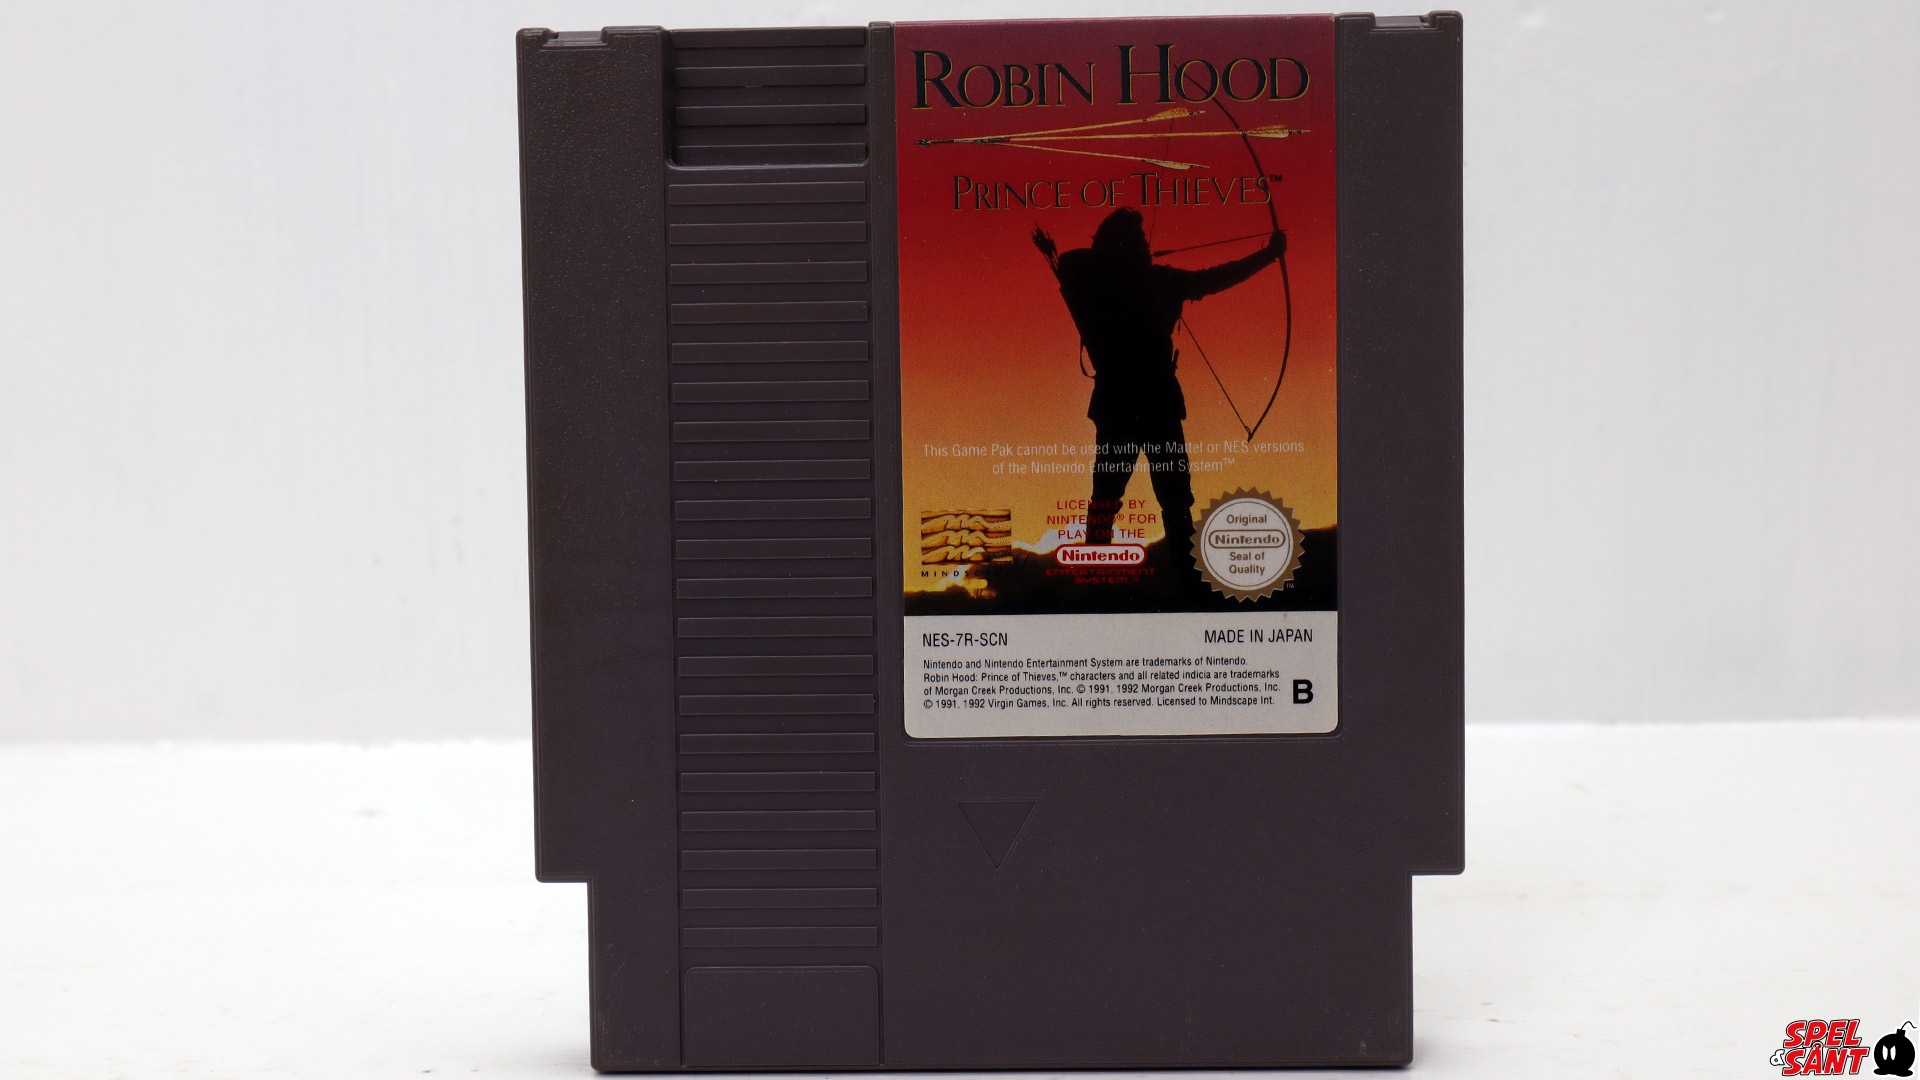 ROBIN HOOD
PRINCE OF THIEVES™
This Game Pak cannot be used with the Mattel or NES versions
of the Nintendo Entertainment System™
LICENSED BY
NINTENDO® FOR
PLAY ON THE
Nintendo
ENTERTAINMENT
SYSTEM™
Original
Nintendo
Seal of
Quality
TM
NES-7R-SCN
MADE IN JAPAN
Nintendo and Nintendo Entertainment System are trademarks of Nintendo.
Robin Hood: Prince of Thieves,™ characters and all related indicia are trademarks
of Morgan Creek Productions, Inc. © 1991, 1992 Morgan Creek Productions, Inc.
© 1991, 1992 Virgin Games, Inc. All rights reserved. Licensed to Mindscape Int.
B
SPEL
& SÅNT